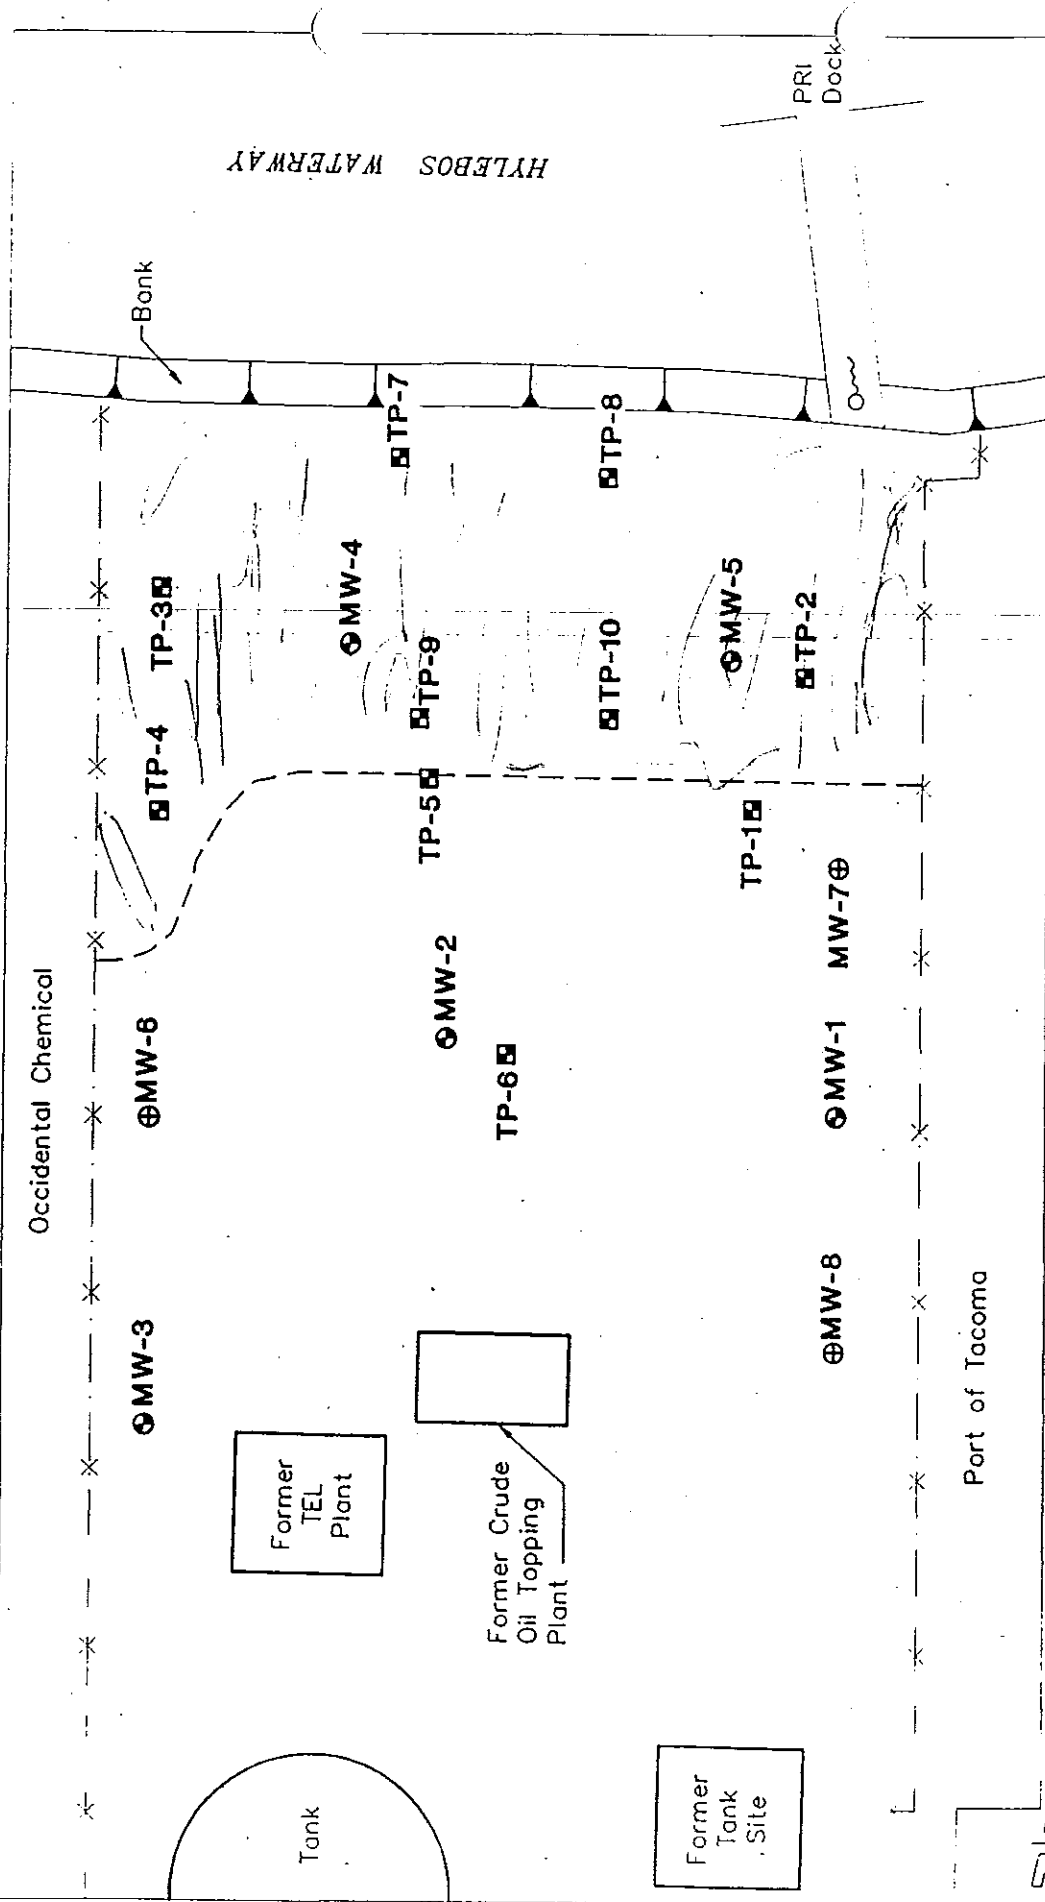 Occidental Chemical
HYLEBOS WATERWAY
Bank
PRI
Dock
MW-3
MW-6
TP-4
TP-3
MW-4
TP-7
TP-9
TP-5
MW-2
TP-6
TP-10
TP-8
MW-5
TP-2
TP-1
MW-7
MW-1
MW-8
Former
TEL
Plant
Former Crude
Oil Topping
Plant
Tank
Former
Tank
Site
Port of Tacoma